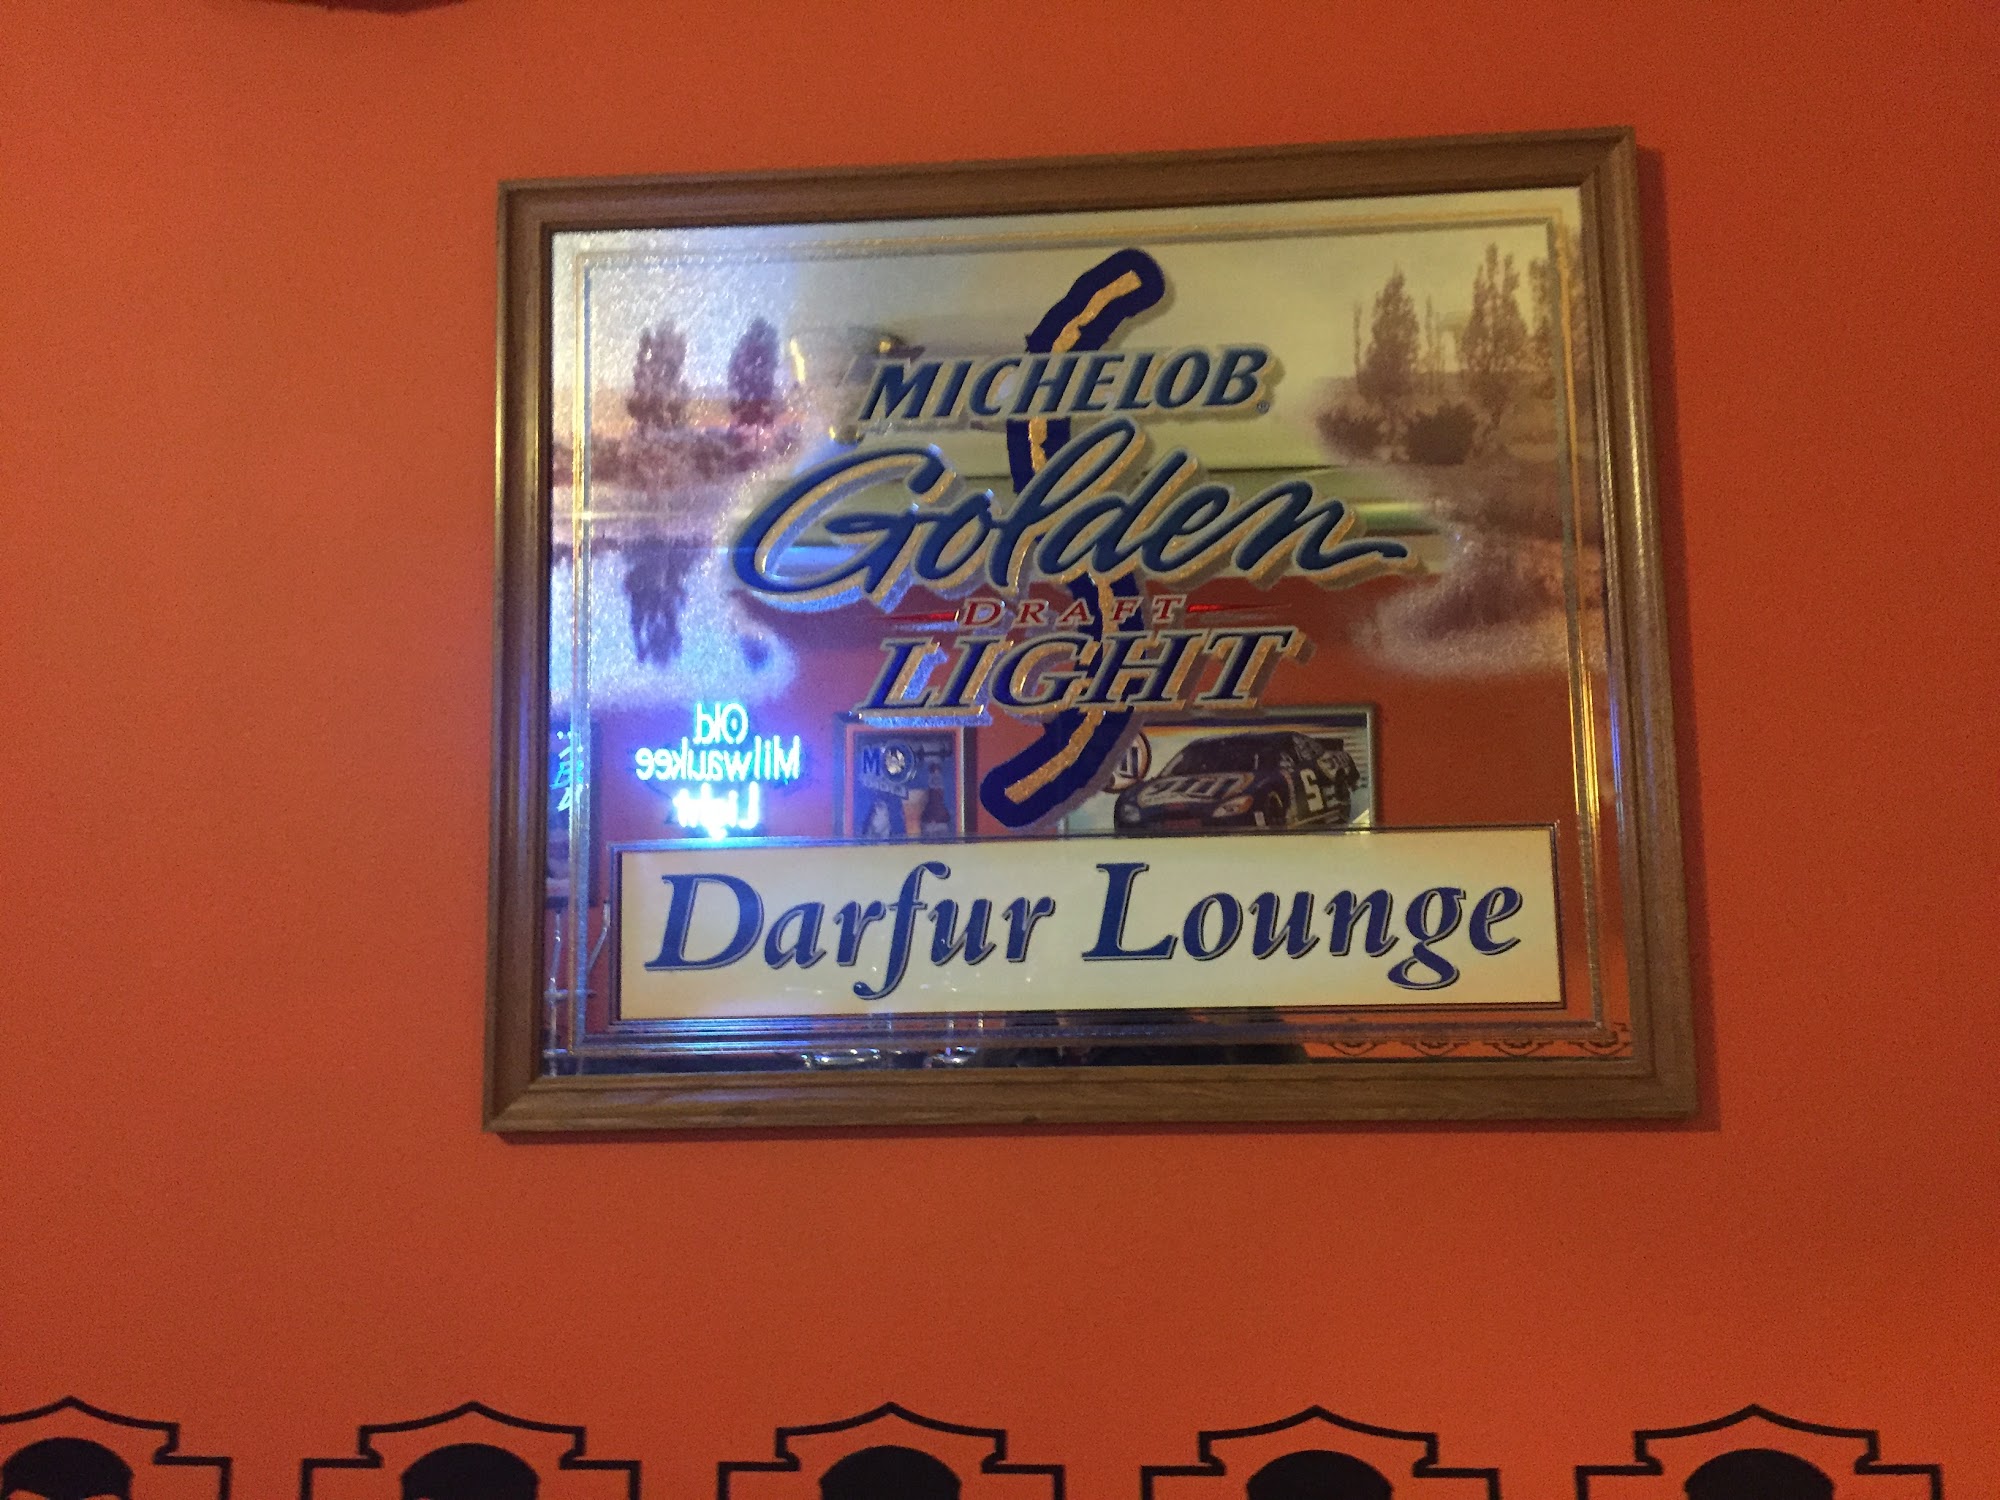 MICHELOB®
Golden
DRAFT
LIGHT
Old
Milwaukee
Light
Darfur Lounge